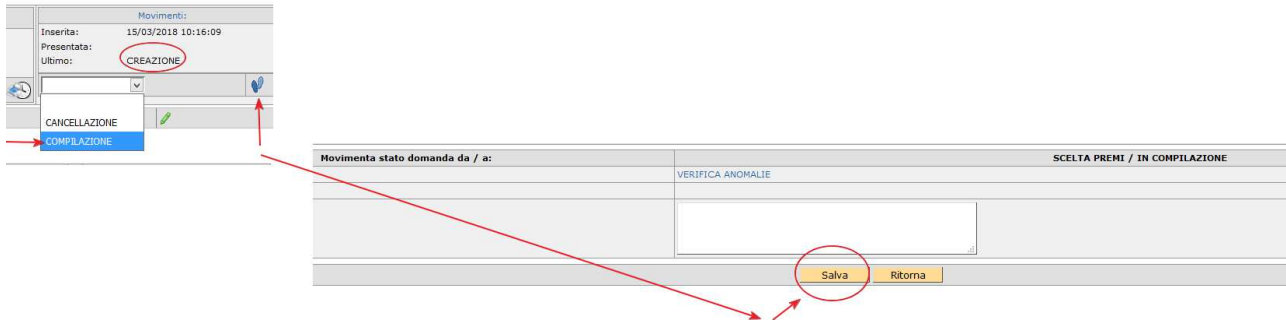 Movimenti:
Inserita: 15/03/2018 10:16:09
Presentata:
Ultimo: CREAZIONE
CANCELLAZIONE
COMPILAZIONE
Movimenta stato domanda da / a: SCELTA PREMI / IN COMPILAZIONE
VERIFICA ANOMALIE
Salva Ritorna